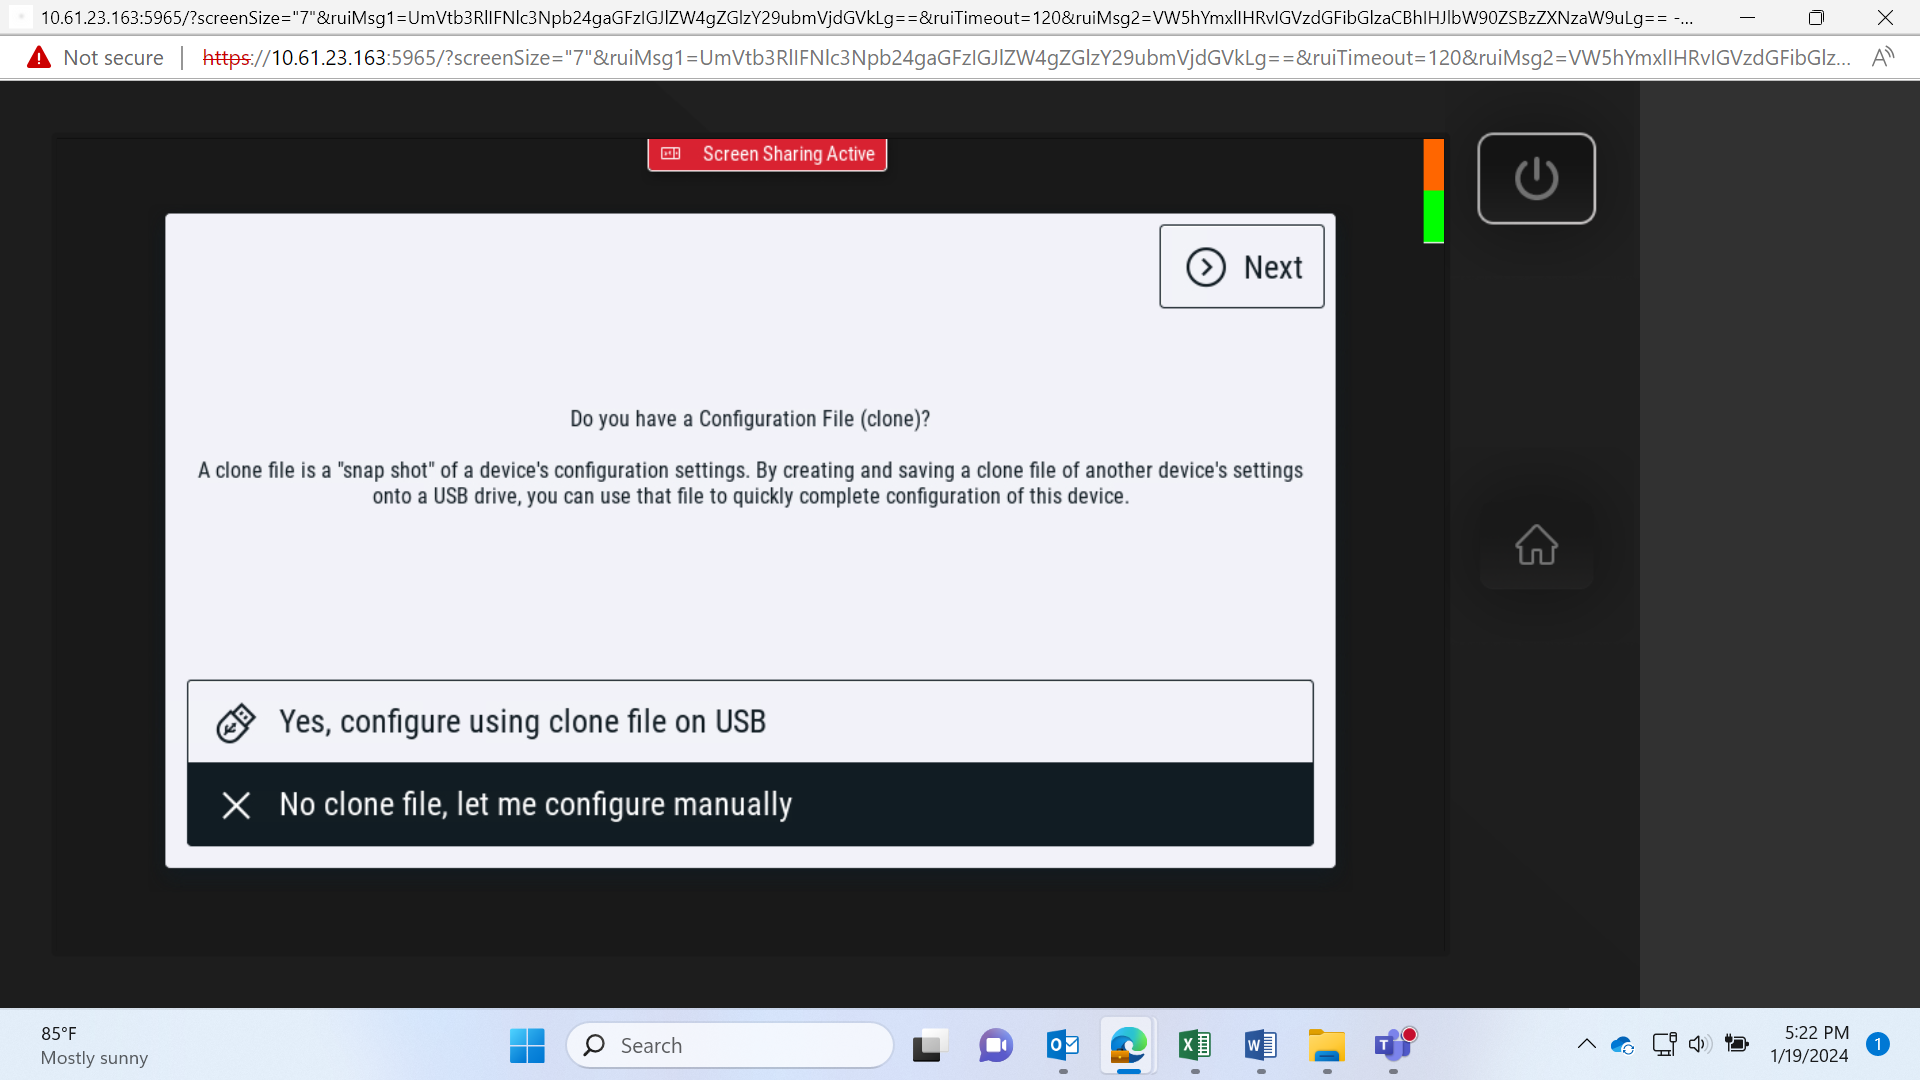 10.61.23.163:5965/?screenSize="7"&ruiMsg1=UmVtb3RlIFNlc3Npb24gaGFzIGJlZW4gZGlzY29ubmVjdGVkLg==&ruiTimeout=120&ruiMsg2=VW5hYmxlIHRvIGVzdGFibGlzaCBhIHJlbW90ZSBzZXNzaW9uLg== -...
Not secure
https://10.61.23.163:5965/?screenSize="7"&ruiMsg1=UmVtb3RlIFNlc3Npb24gaGFzIGJlZW4gZGlzY29ubmVjdGVkLg==&ruiTimeout=120&ruiMsg2=VW5hYmxlIHRvIGVzdGFibGlz...
Screen Sharing Active
Next
Do you have a Configuration File (clone)?
A clone file is a "snap shot" of a device's configuration settings. By creating and saving a clone file of another device's settings
onto a USB drive, you can use that file to quickly complete configuration of this device.
Yes, configure using clone file on USB
No clone file, let me configure manually
85°F
Mostly sunny
Search
5:22 PM
1/19/2024
1